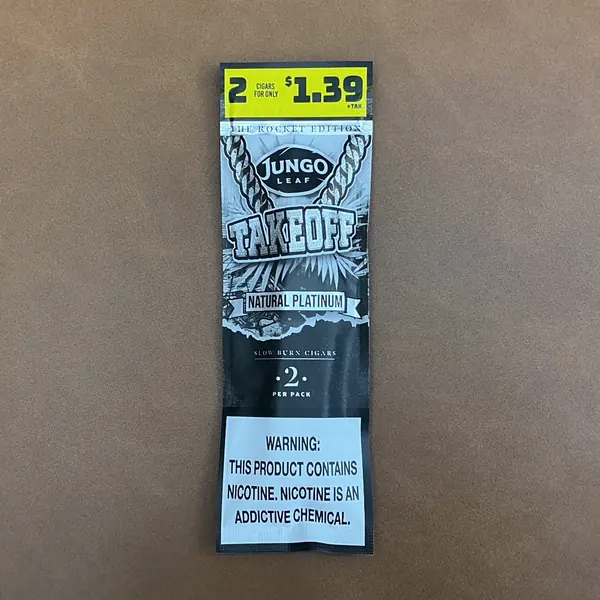 2 CIGARS FOR ONLY $1.39 +TAX
THE ROCKET EDITION
JUNGO
LEAF
TAKEOFF
NATURAL PLATINUM
SLOW BURN CIGARS
·2·
PER PACK
WARNING:
THIS PRODUCT CONTAINS
NICOTINE. NICOTINE IS AN
ADDICTIVE CHEMICAL.